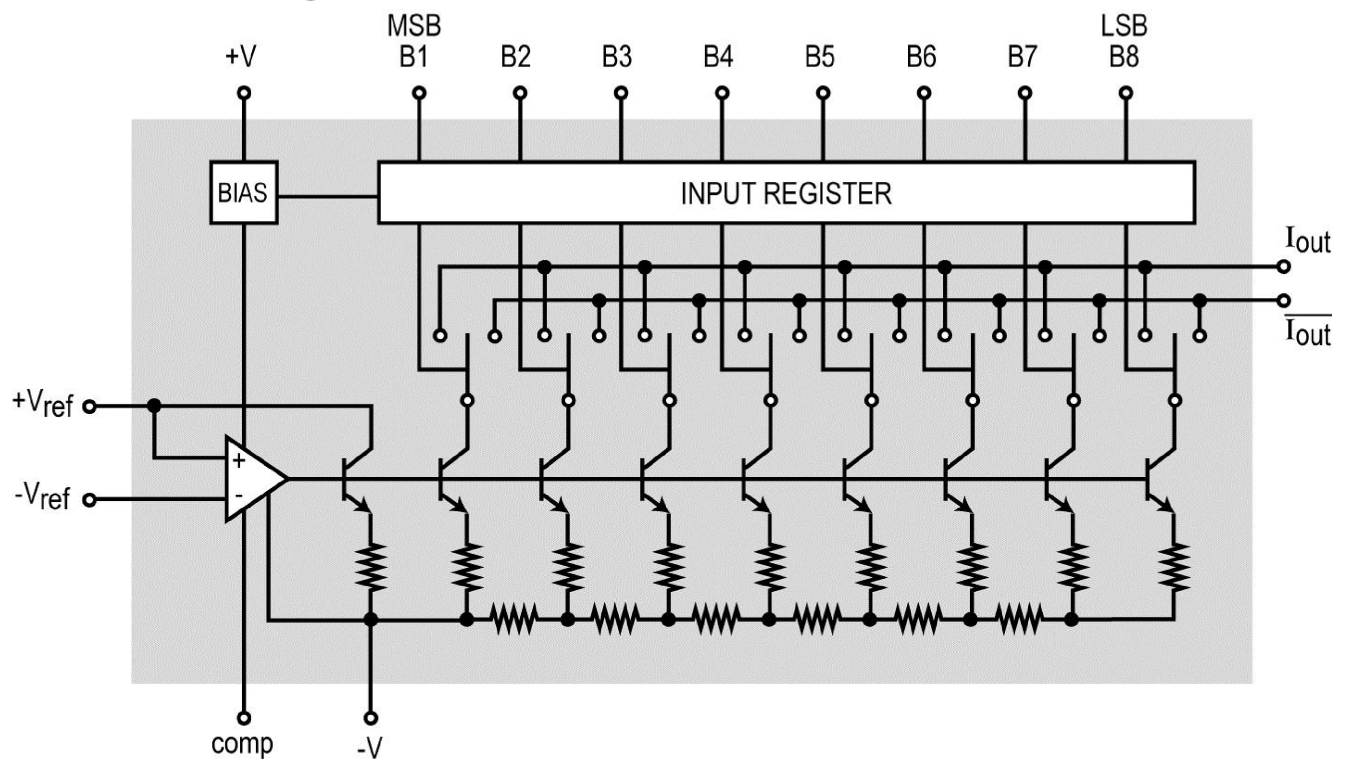 MSB
LSB
+V
B1
B2
B3
B4
B5
B6
B7
B8
BIAS
INPUT REGISTER
Iout
Iout
+Vref
+
-
-Vref
comp
-V